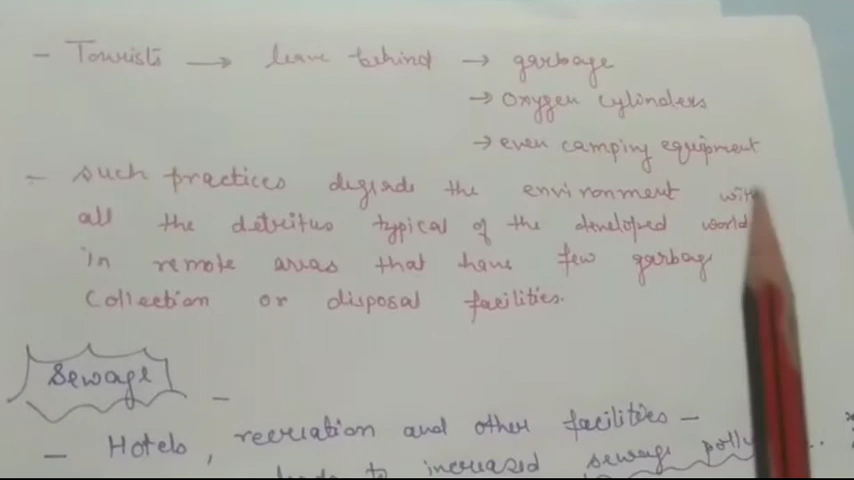 - Tourists → leave behind → garbage
→ oxygen cylinders
→ even camping equipment
- such practices degrade the environment with
all the detritus typical of the developed world
in remote areas that have few garbage
collection or disposal facilities.
Sewage -
- Hotels, recreation and other facilities -
leads to increased sewage